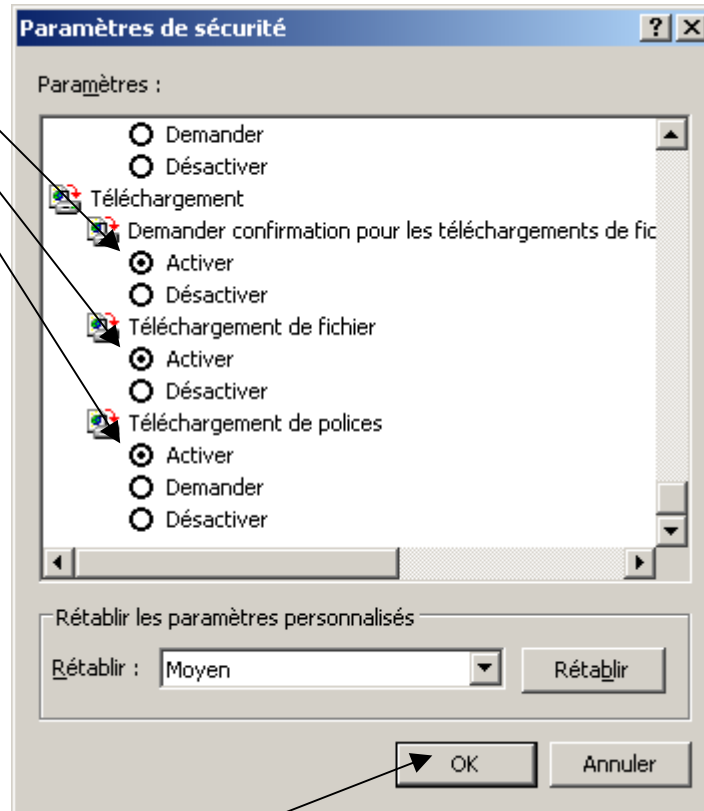 Paramètres de sécurité
Paramètres :
Demander
Désactiver
Téléchargement
Demander confirmation pour les téléchargements de fic
Activer
Désactiver
Téléchargement de fichier
Activer
Désactiver
Téléchargement de polices
Activer
Demander
Désactiver
Rétablir les paramètres personnalisés
Rétablir : Moyen Rétablir
OK Annuler